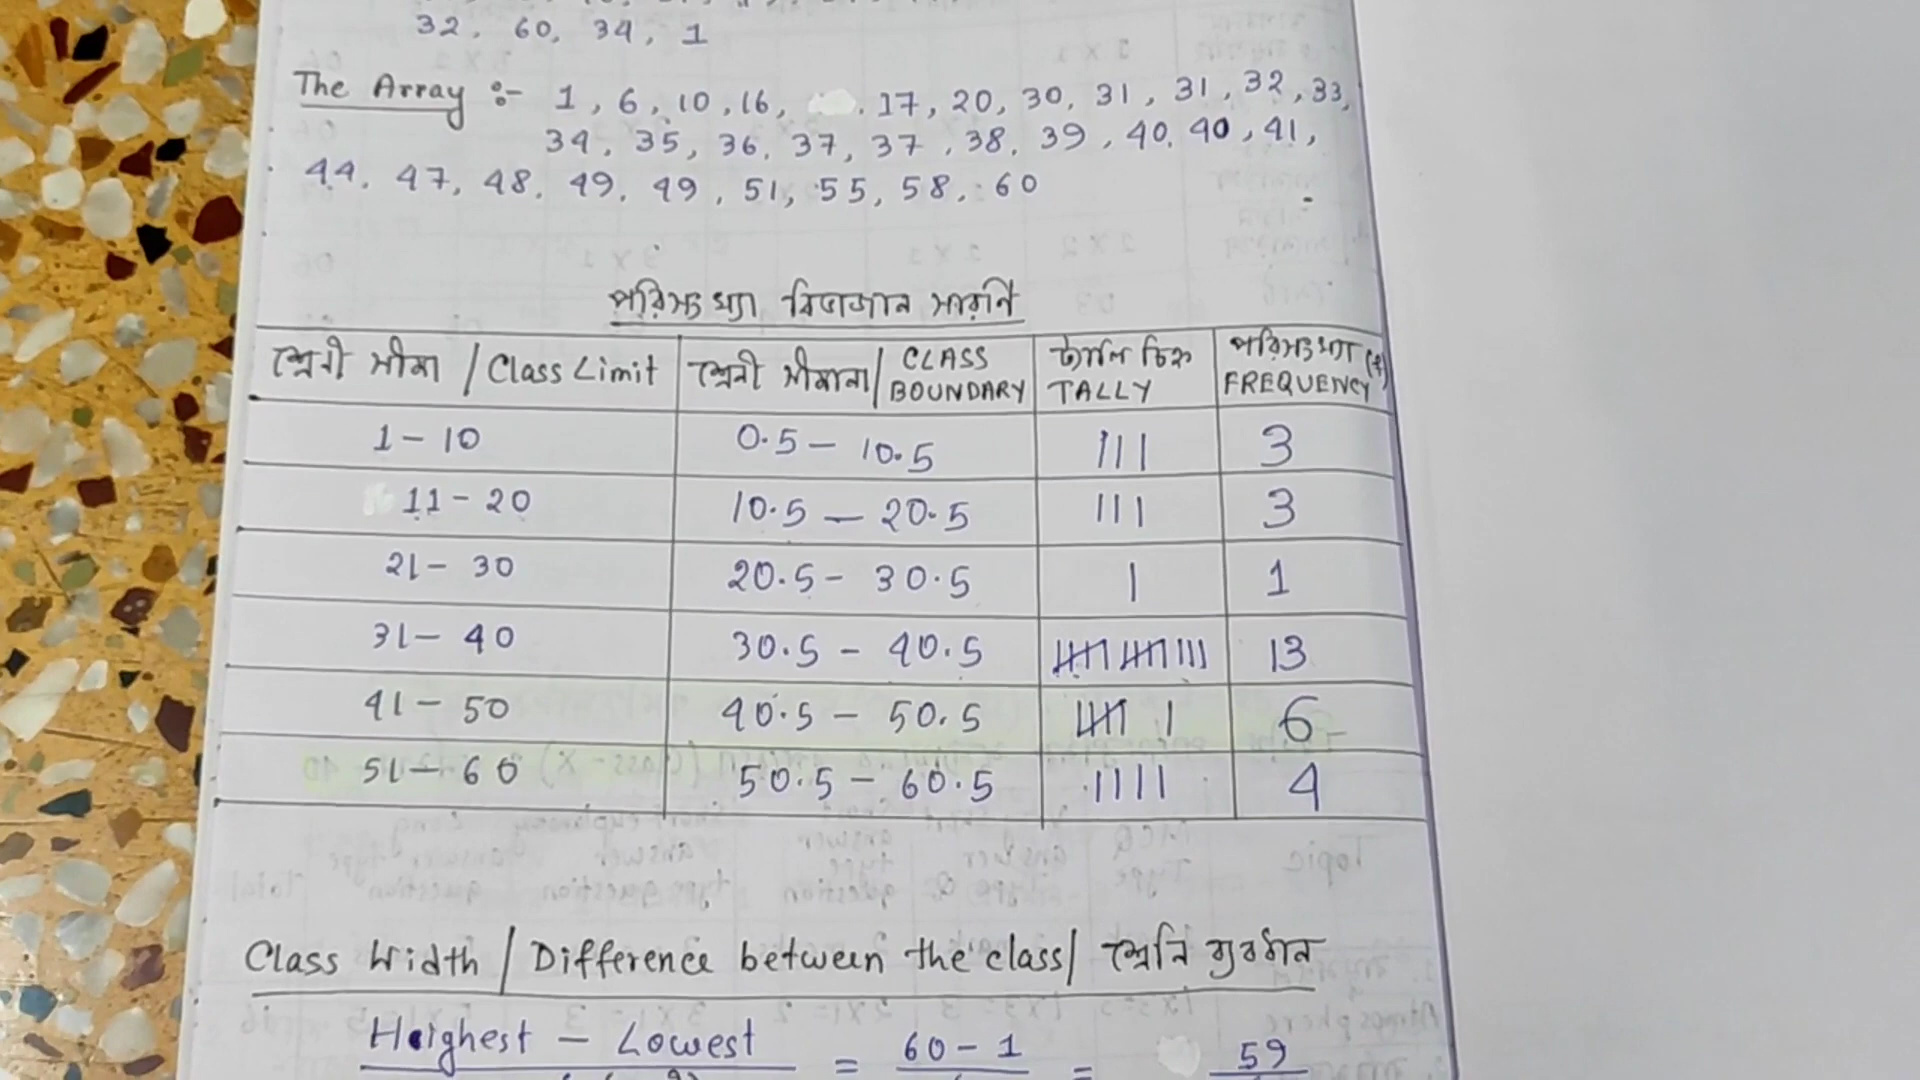 32, 60, 34, 1
The Array :- 1, 6, 10, 16, 17, 20, 30, 31, 31, 32, 33,
34, 35, 36, 37, 37, 38, 39, 40, 40, 41,
44, 47, 48, 49, 49, 51, 55, 58, 60
পরিসংখ্যা বিভাজন সারণি
শ্রেনী সীমা / Class Limit শ্রেনী সীমানা / CLASS BOUNDARY ট্যালি চিহ্ন TALLY পরিসংখ্যা (f) FREQUENCY
1 - 10 0.5 - 10.5 ||| 3
11 - 20 10.5 - 20.5 ||| 3
21 - 30 20.5 - 30.5 | 1
31 - 40 30.5 - 40.5 |||| |||| ||| 13
41 - 50 40.5 - 50.5 |||| | 6
51 - 60 50.5 - 60.5 |||| 4
Class Width / Difference between the class / শ্রেনি ব্যবধান
Heighest - Lowest = 60 - 1 = 59